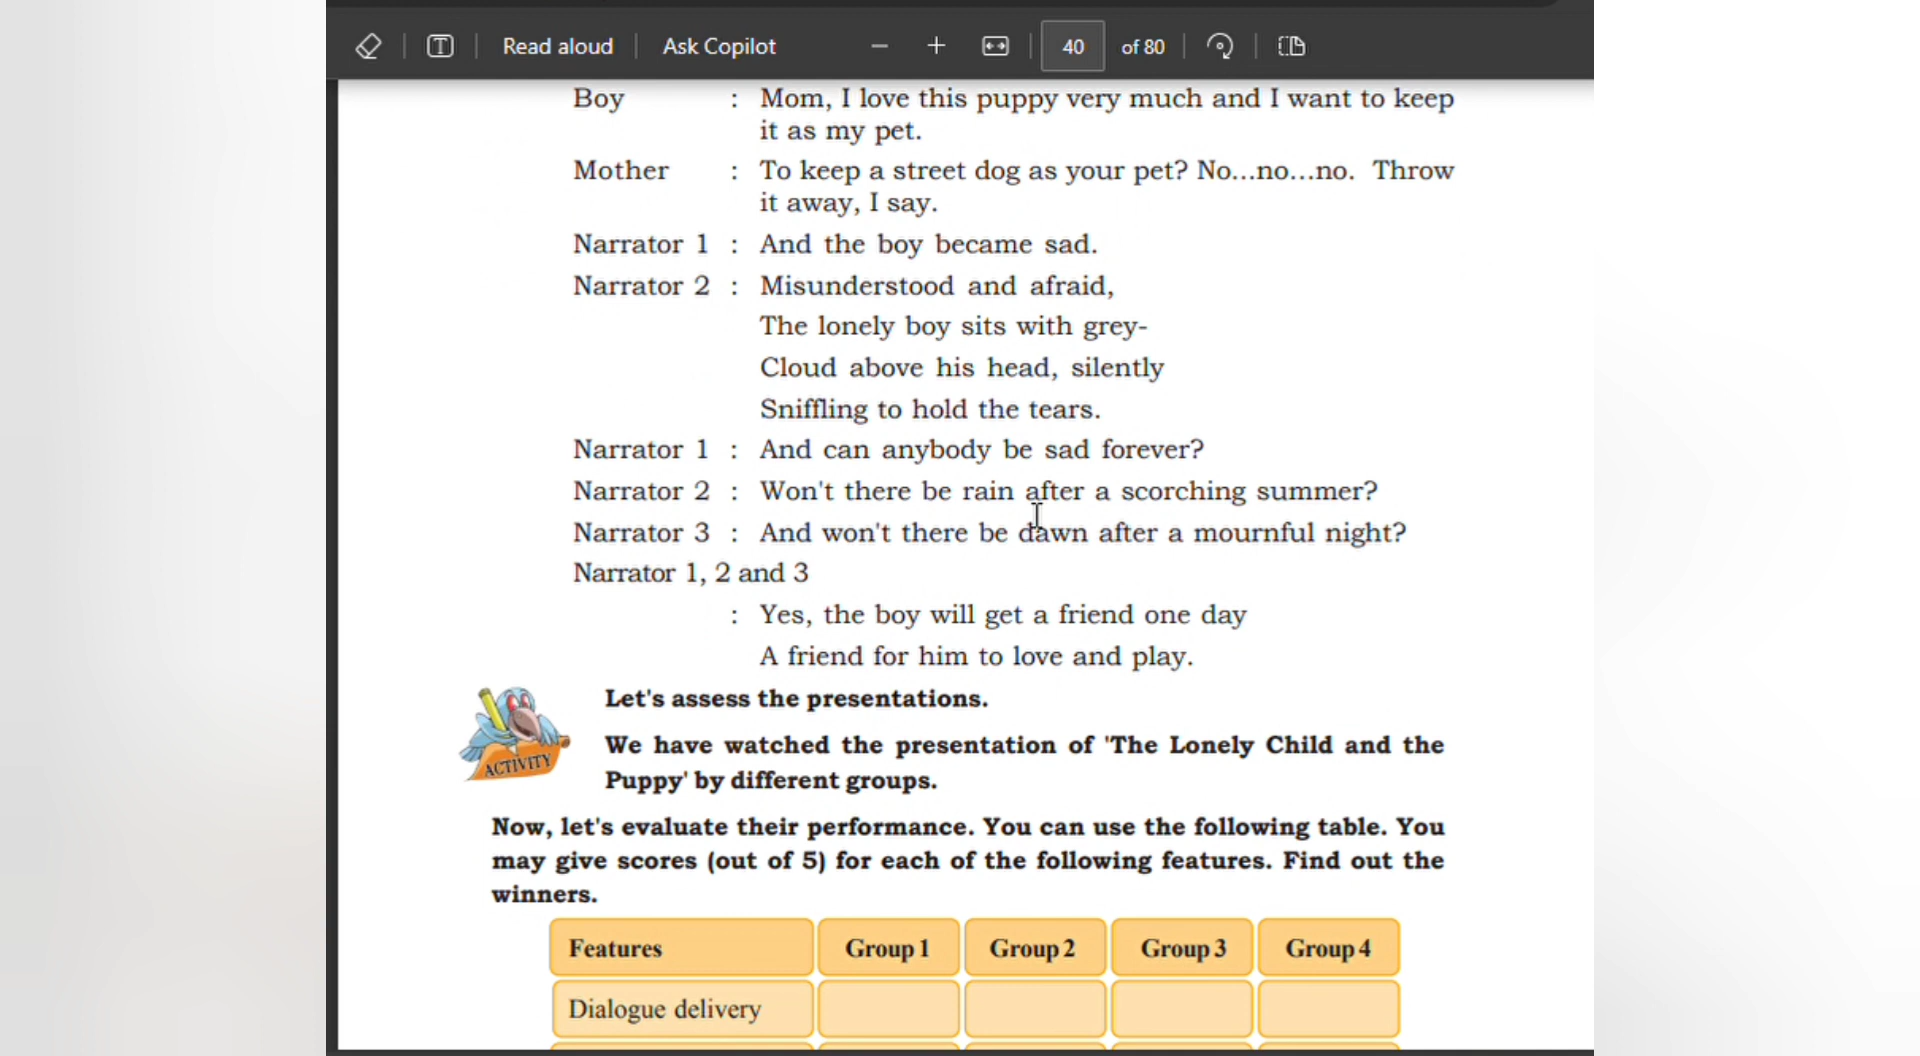 Read aloud Ask Copilot 40 of 80
Boy : Mom, I love this puppy very much and I want to keep
it as my pet.
Mother : To keep a street dog as your pet? No...no...no. Throw
it away, I say.
Narrator 1 : And the boy became sad.
Narrator 2 : Misunderstood and afraid,
The lonely boy sits with grey-
Cloud above his head, silently
Sniffling to hold the tears.
Narrator 1 : And can anybody be sad forever?
Narrator 2 : Won't there be rain after a scorching summer?
Narrator 3 : And won't there be dawn after a mournful night?
Narrator 1, 2 and 3
: Yes, the boy will get a friend one day
A friend for him to love and play.
Let's assess the presentations.
We have watched the presentation of 'The Lonely Child and the
Puppy' by different groups.
ACTIVITY
Now, let's evaluate their performance. You can use the following table. You
may give scores (out of 5) for each of the following features. Find out the
winners.
Features Group 1 Group 2 Group 3 Group 4
Dialogue delivery